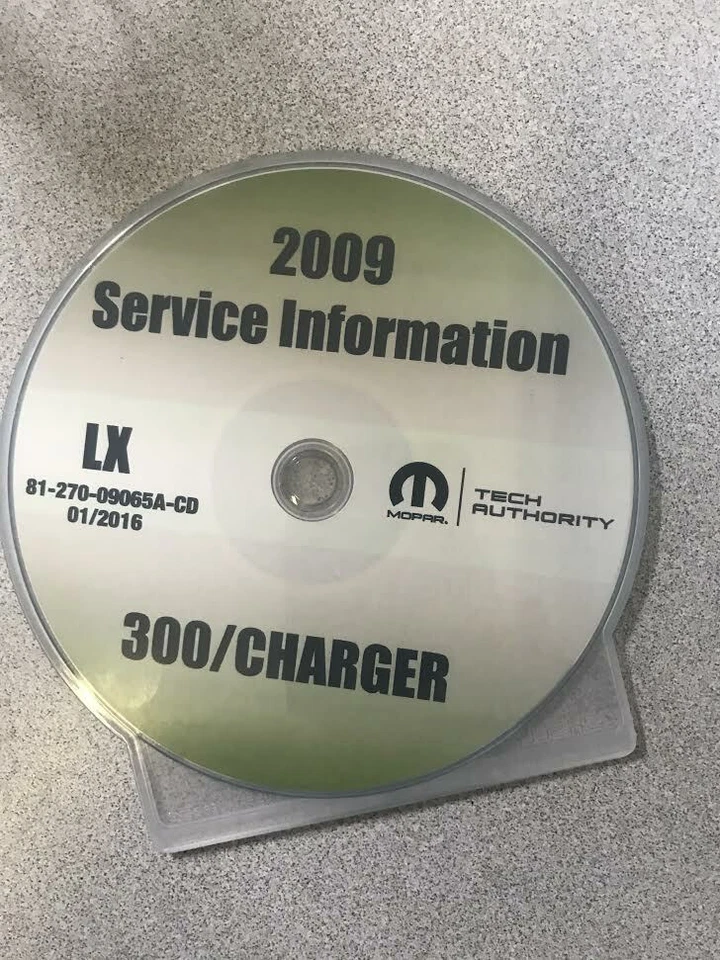 2009
Service Information
LX
81-270-09065A-CD
01/2016
MOPAR.
TECH
AUTHORITY
300/CHARGER